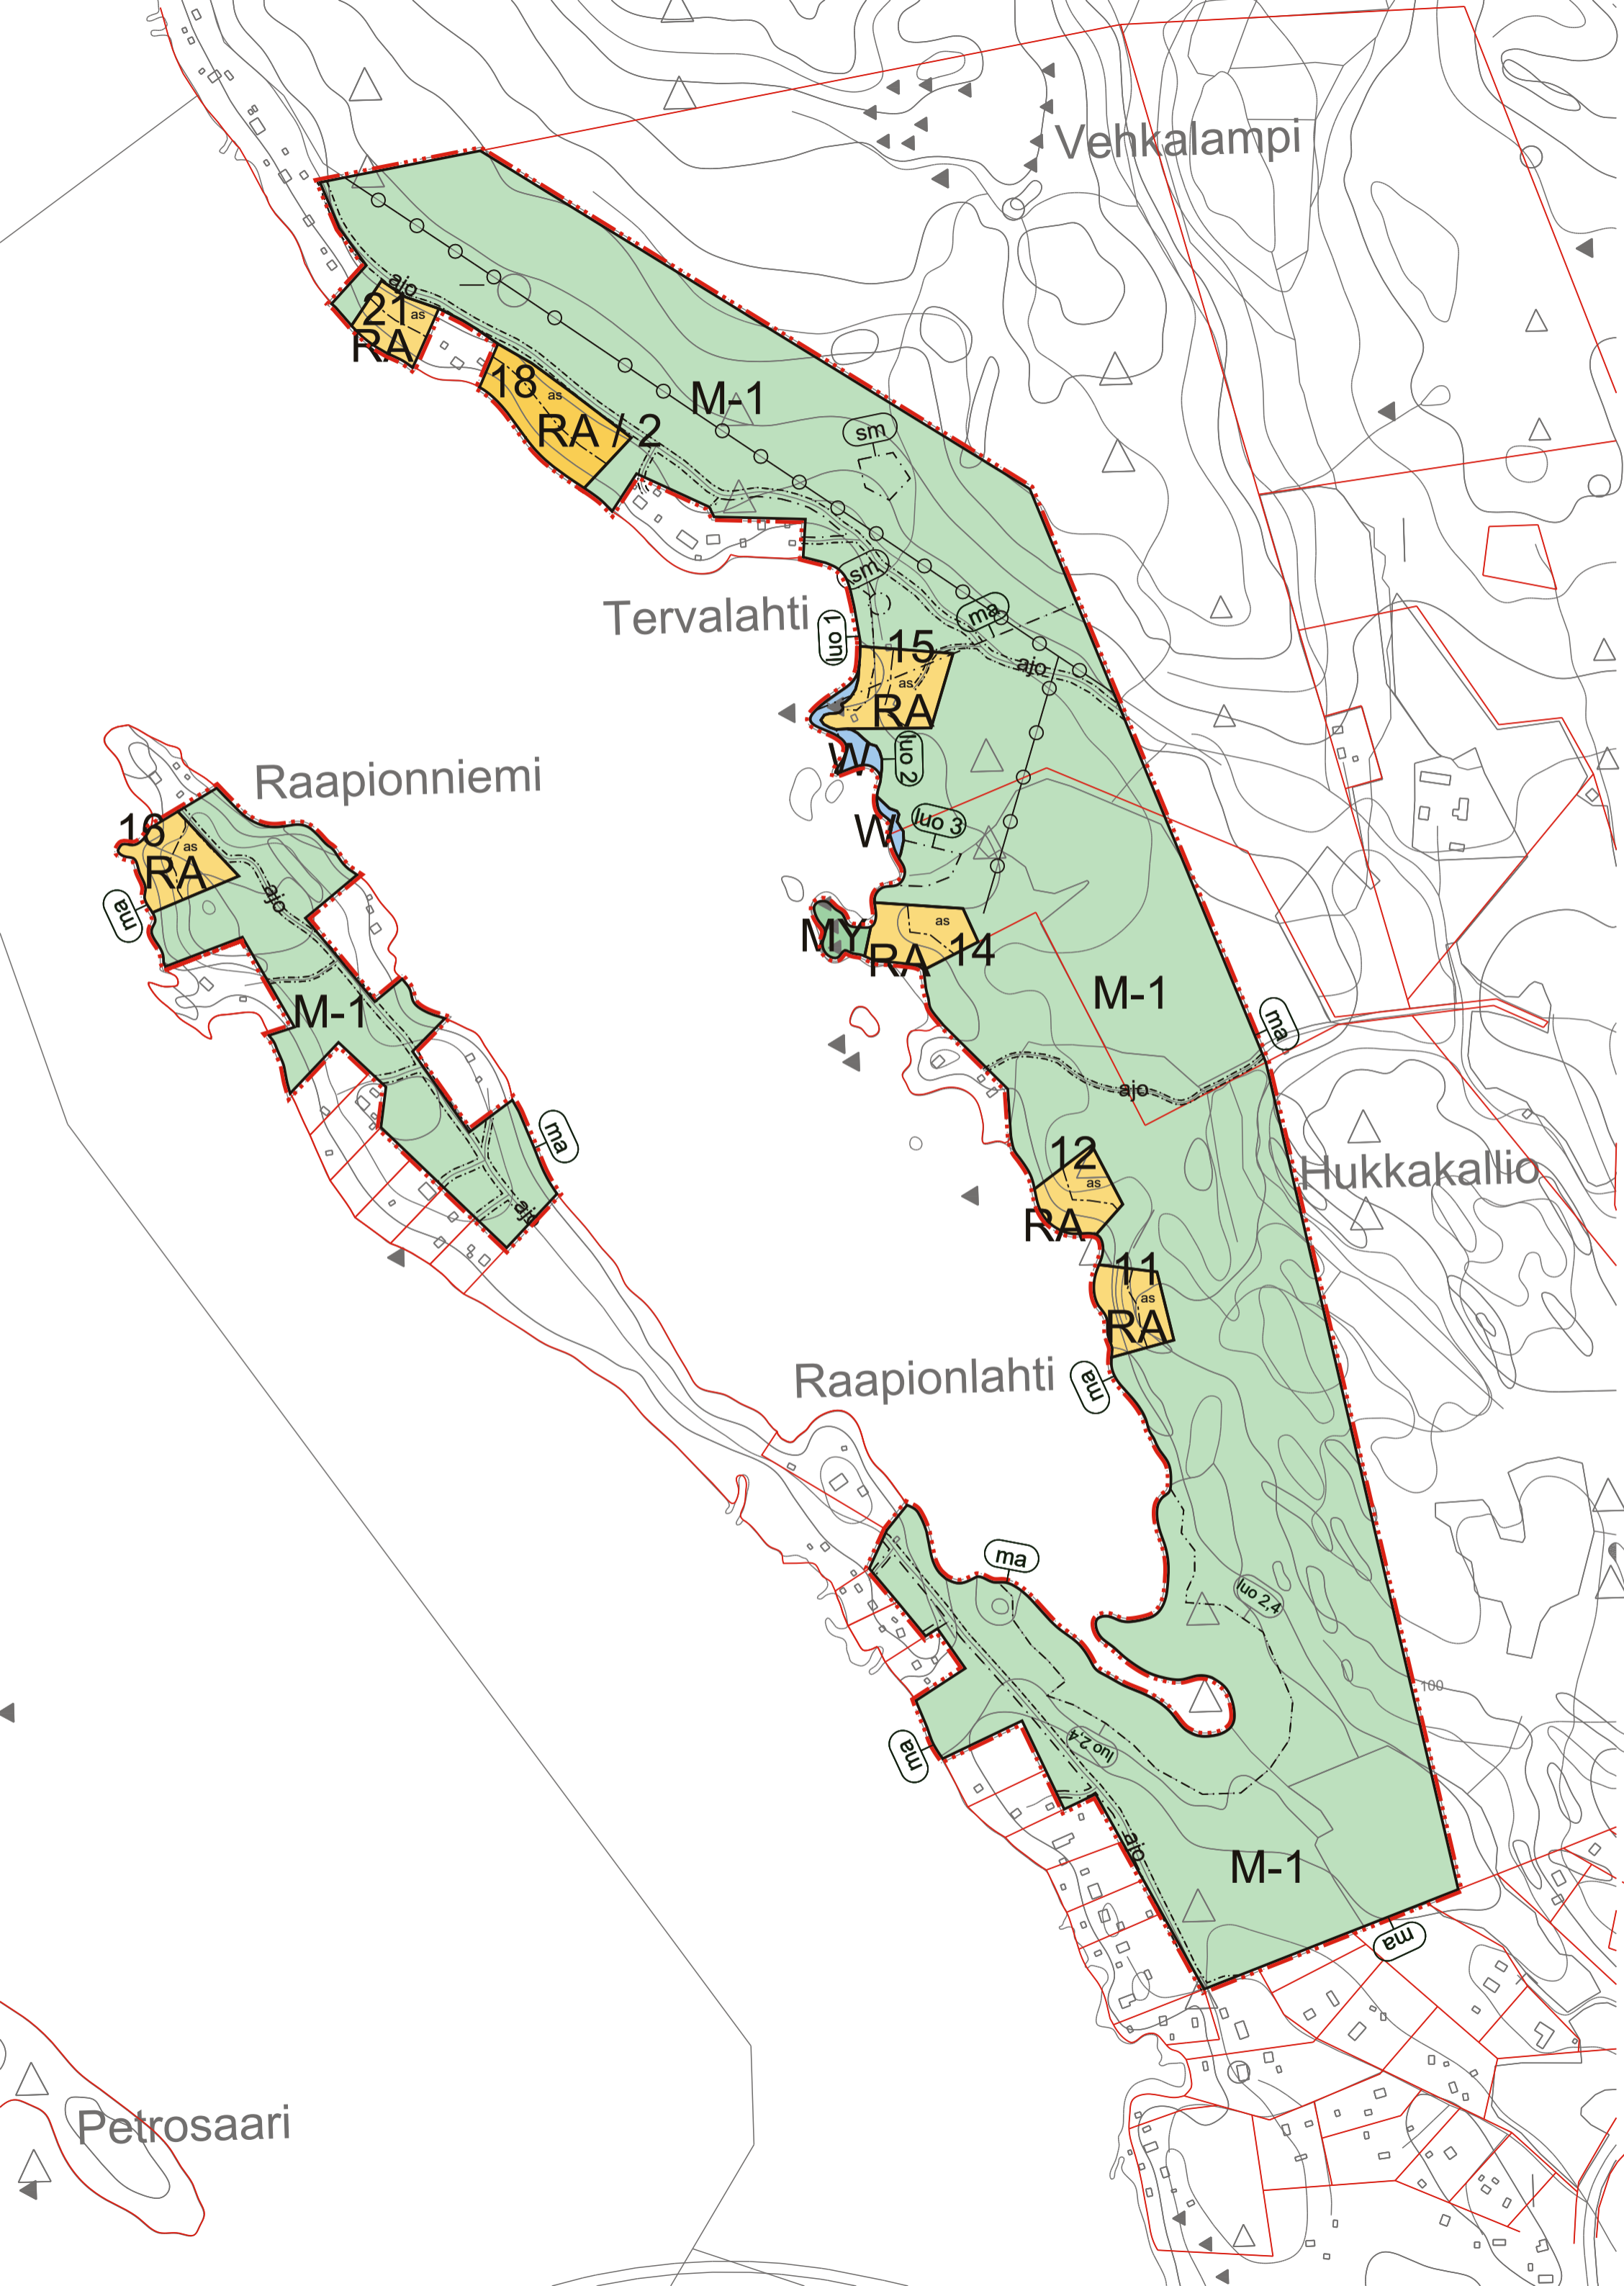 Vehkalampi
ajo
21
as
RA
18
as
RA / 2
M-1
sm
sm
ma
Tervalahti
luo 1
15
ajo
as
RA
W
luo 2
Raapionniemi
16
as
RA
luo 3
W
ajo
ma
MY
as
RA
14
M-1
M-1
ma
ajo
ma
12
as
RA
Hukkakallio
ajo
11
as
RA
Raapionlahti
ma
ma
luo 2,4
100
luo 2,4
ma
ajo
M-1
ma
Petrosaari